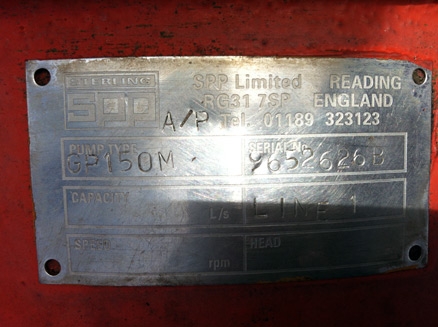 STERLING SPP Limited READING
SPP RG31 7SP ENGLAND
A/P Tel. 01189 323123
PUMP TYPE SERIAL No.
GP150M 9652626B
CAPACITY L/s LINE 1
SPEED rpm HEAD